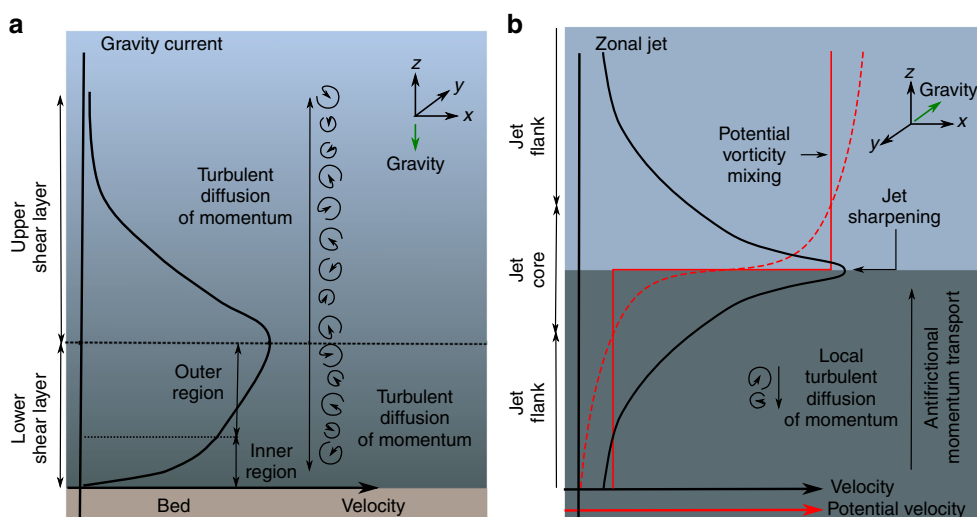 a
Gravity current
z
y
x
Gravity
Upper
shear layer
Turbulent
diffusion
of momentum
Lower
shear layer
Outer
region
Inner
region
Turbulent
diffusion
of momentum
Bed
Velocity
b
Zonal jet
z
Gravity
x
y
Jet
flank
Potential
vorticity
mixing
Jet
sharpening
Jet
core
Jet
flank
Local
turbulent
diffusion
of momentum
Antifrictional
momentum transport
Velocity
Potential velocity